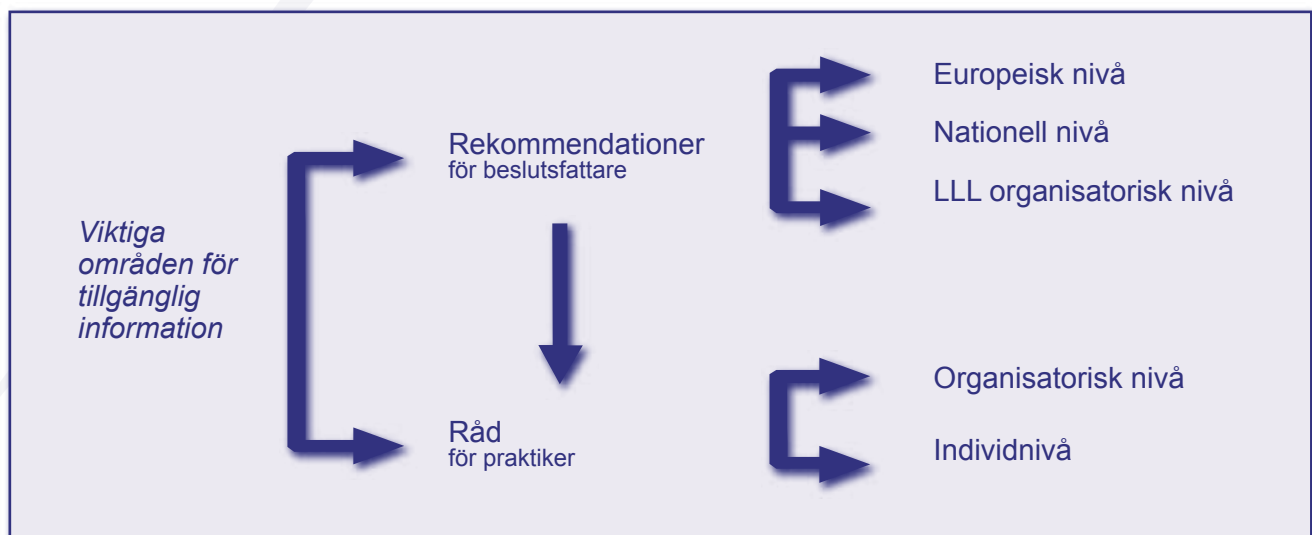 Viktiga
områden för
tillgänglig
information
Rekommendationer
för beslutsfattare
Europeisk nivå
Nationell nivå
LLL organisatorisk nivå
Råd
för praktiker
Organisatorisk nivå
Individnivå